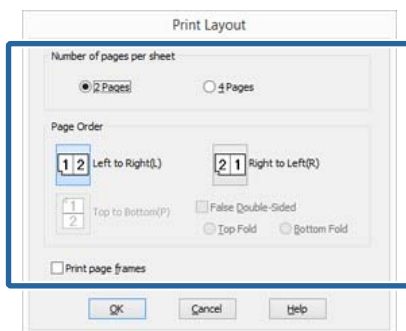 Print Layout
Number of pages per sheet
2 Pages
4 Pages
Page Order
1 2 Left to Right(L)
2 1 Right to Left(R)
1
2
Top to Bottom(P)
False Double-Sided
Top Fold
Bottom Fold
Print page frames
OK
Cancel
Help